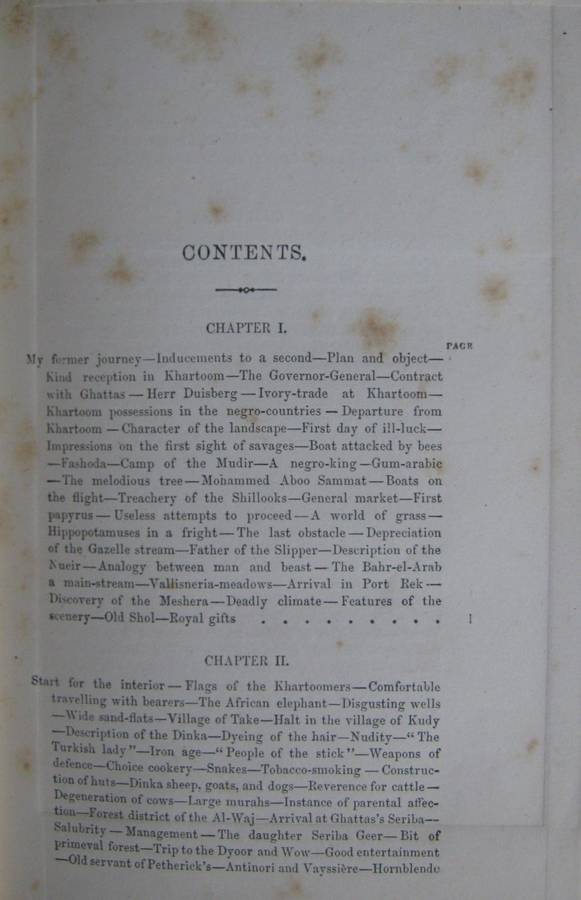 CONTENTS.
CHAPTER I.
PAGE
My former journey—Inducements to a second—Plan and object—
Kind reception in Khartoom—The Governor-General—Contract
with Ghattas—Herr Duisberg—Ivory-trade at Khartoom—
Khartoom possessions in the negro-countries—Departure from
Khartoom—Character of the landscape—First day of ill-luck—
Impressions on the first sight of savages—Boat attacked by bees
—Fashoda—Camp of the Mudir—A negro-king—Gum-arabic
—The melodious tree—Mohammed Aboo Sammat—Boats on
the flight—Treachery of the Shillooks—General market—First
papyrus—Useless attempts to proceed—A world of grass—
Hippopotamuses in a fright—The last obstacle—Depreciation
of the Gazelle stream—Father of the Slipper—Description of the
Nueir—Analogy between man and beast—The Bahr-el-Arab
a main-stream—Vallisneria-meadows—Arrival in Port Rek—
Discovery of the Meshera—Deadly climate—Features of the
scenery—Old Shol—Royal gifts . . . . . . . . . 1
CHAPTER II.
Start for the interior—Flags of the Khartoomers—Comfortable
travelling with bearers—The African elephant—Disgusting wells
—Wide sand-flats—Village of Take—Halt in the village of Kudy
—Description of the Dinka—Dyeing of the hair—Nudity—“The
Turkish lady”—Iron age—“People of the stick”—Weapons of
defence—Choice cookery—Snakes—Tobacco-smoking—Construc-
tion of huts—Dinka sheep, goats, and dogs—Reverence for cattle—
Degeneration of cows—Large murahs—Instance of parental affec-
tion—Forest district of the Al-Waj—Arrival at Ghattas's Seriba—
Salubrity—Management—The daughter Seriba Geer—Bit of
primeval forest—Trip to the Dyoor and Wow—Good entertainment
—Old servant of Petherick's—Antinori and Vayssière—Hornblende